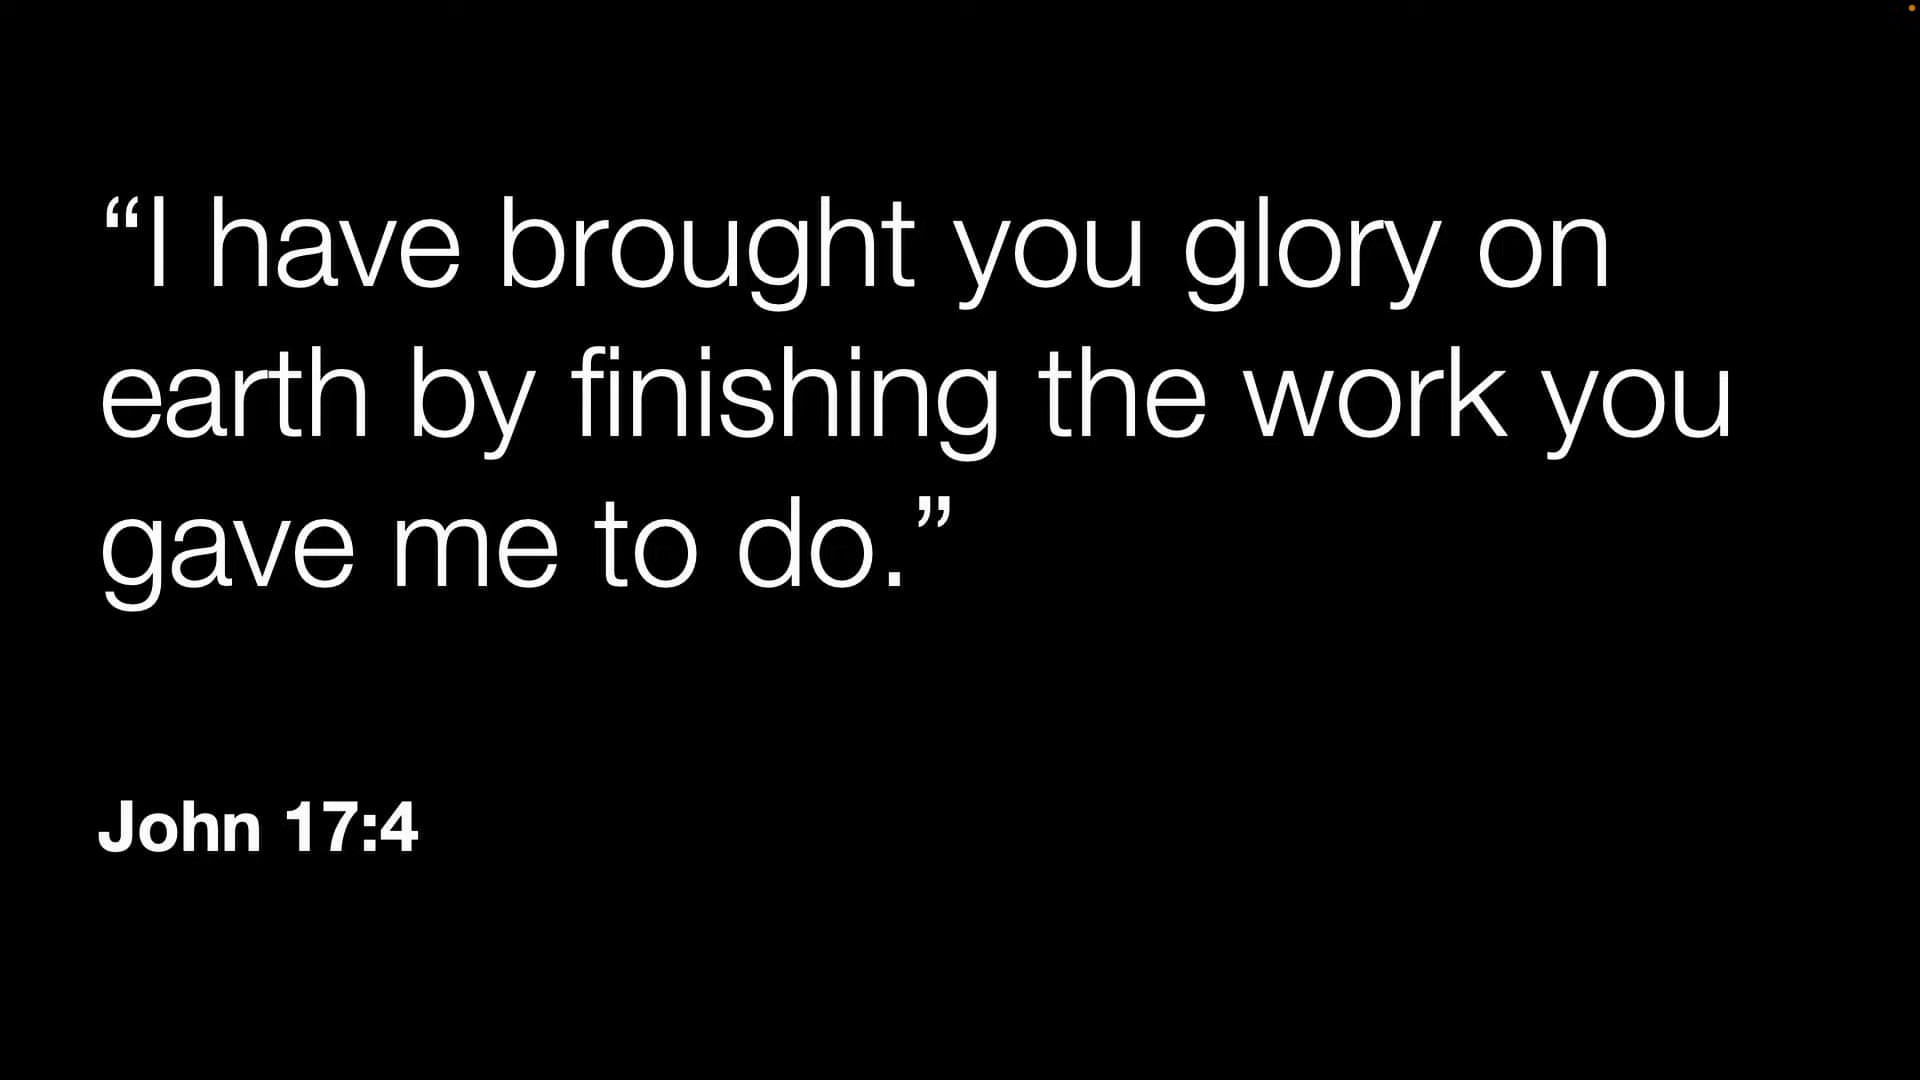 “I have brought you glory on
earth by finishing the work you
gave me to do.”
John 17:4